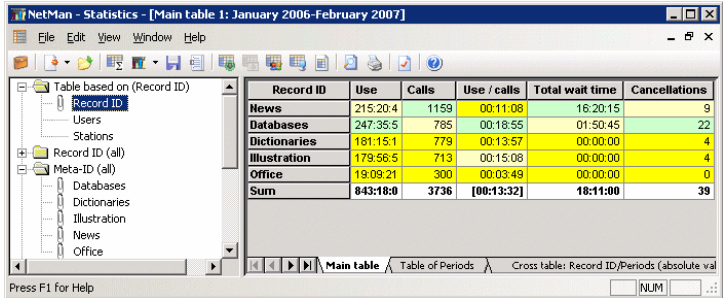 NetMan - Statistics - [Main table 1: January 2006-February 2007]
File Edit View Window Help
Table based on (Record ID)
Record ID
Users
Stations
Record ID (all)
Meta-ID (all)
Databases
Dictionaries
Illustration
News
Office
Record ID Use Calls Use / calls Total wait time Cancellations
News 215:20:4 1159 00:11:08 16:20:15 9
Databases 247:35:5 785 00:18:55 01:50:45 22
Dictionaries 181:15:1 779 00:13:57 00:00:00 4
Illustration 179:56:5 713 00:15:08 00:00:00 4
Office 19:09:21 300 00:03:49 00:00:00 0
Sum 843:18:0 3736 [00:13:32] 18:11:00 39
Main table Table of Periods Cross table: Record ID/Periods (absolute val
Press F1 for Help NUM